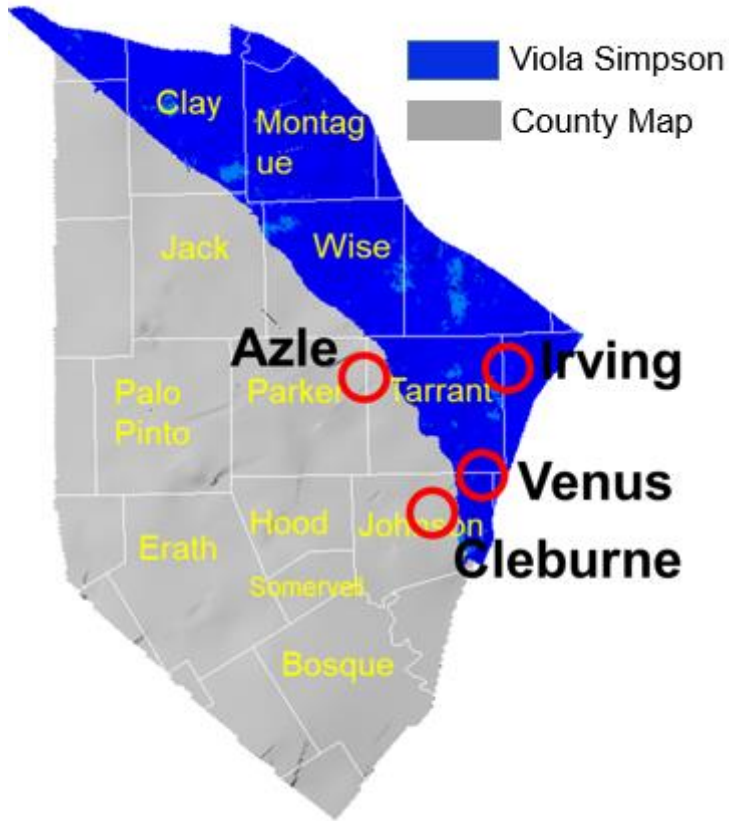 Viola Simpson
County Map
Clay
Montag
ue
Jack
Wise
Azle
Irving
Palo
Pinto
Parker
Tarrant
Venus
Hood
Johnson
Erath
Cleburne
Somervell
Bosque